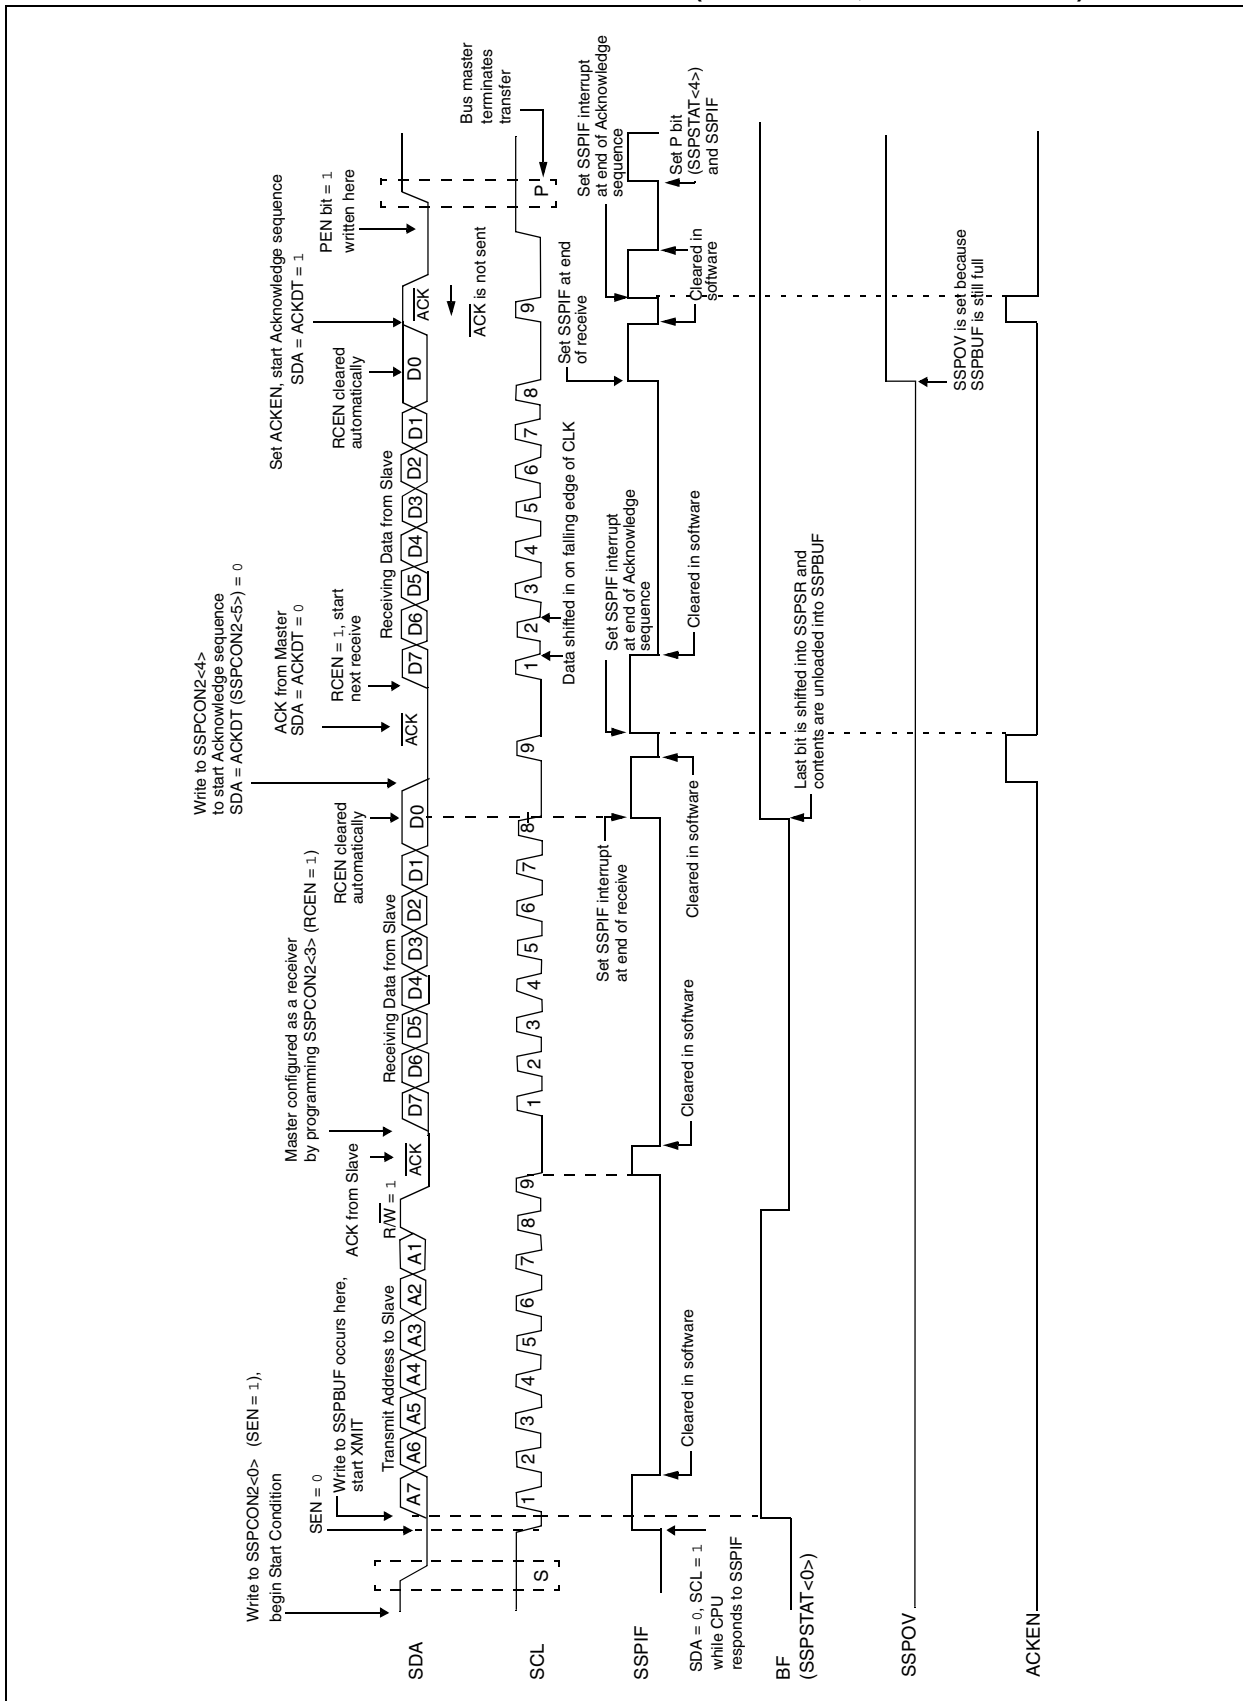 Write to SSPCON2<4>
to start Acknowledge sequence
SDA = ACKDT (SSPCON2<5>) = 0
Set ACKEN, start Acknowledge sequence
SDA = ACKDT = 1
Write to SSPCON2<0> (SEN = 1),
begin Start Condition
Master configured as a receiver
by programming SSPCON2<3> (RCEN = 1)
ACK from Master
SDA = ACKDT = 0
PEN bit = 1
written here
SEN = 0
Write to SSPBUF occurs here,
start XMIT
ACK from Slave
RCEN cleared
automatically
RCEN = 1, start
next receive
RCEN cleared
automatically
Transmit Address to Slave
R/W = 1
Receiving Data from Slave
Receiving Data from Slave
SDA
A7 A6 A5 A4 A3 A2 A1 ACK D7 D6 D5 D4 D3 D2 D1 D0 ACK D7 D6 D5 D4 D3 D2 D1 D0 ACK
ACK is not sent
Bus master
terminates
transfer
SCL
S 1 2 3 4 5 6 7 8 9 1 2 3 4 5 6 7 8 9 1 2 3 4 5 6 7 8 9 P
Data shifted in on falling edge of CLK
Set SSPIF interrupt
at end of receive
Set SSPIF interrupt
at end of Acknowledge
sequence
Set SSPIF at end
of receive
Set SSPIF interrupt
at end of Acknowledge
sequence
SSPIF
SDA = 0, SCL = 1
while CPU
responds to SSPIF
Cleared in software
Cleared in software
Cleared in software
Cleared in software
Cleared in
software
Set P bit
(SSPSTAT<4>)
and SSPIF
BF
(SSPSTAT<0>)
Last bit is shifted into SSPSR and
contents are unloaded into SSPBUF
SSPOV
SSPOV is set because
SSPBUF is still full
ACKEN